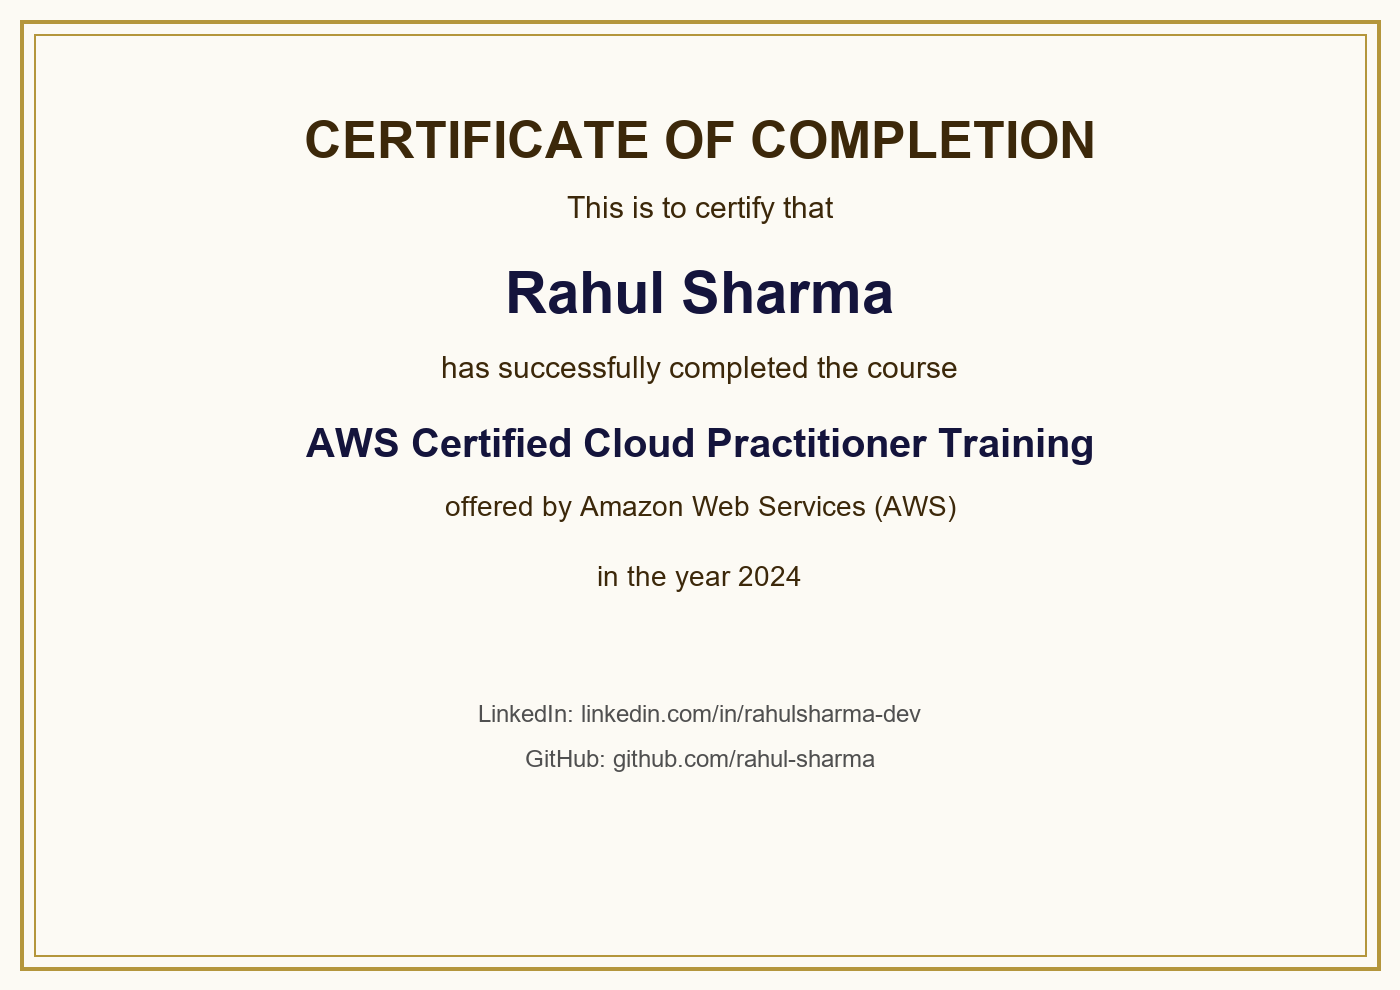 CERTIFICATE OF COMPLETION
This is to certify that
Rahul Sharma
has successfully completed the course
AWS Certified Cloud Practitioner Training
offered by Amazon Web Services (AWS)
in the year 2024
LinkedIn: linkedin.com/in/rahulsharma-dev
GitHub: github.com/rahul-sharma